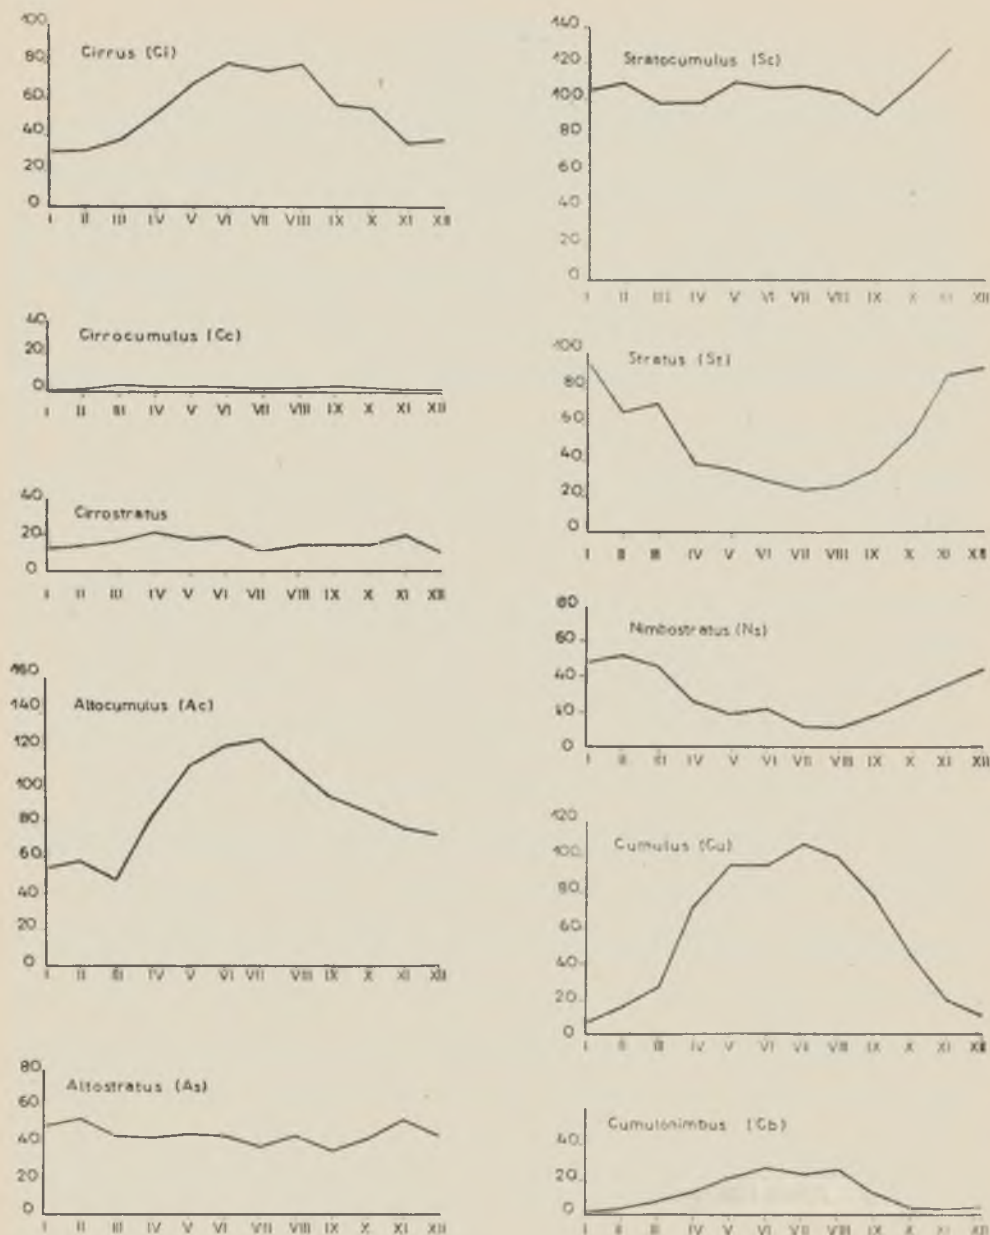 100
80
60
40
20
0
Cirrus (Ci)
I II III IV V VI VII VIII IX X XI XII
40
20
0
Cirrocumulus (Cc)
I II III IV V VI VII VIII IX X XI XII
40
20
0
Cirrostratus
I II III IV V VI VII VIII IX X XI XII
160
140
120
100
80
60
40
20
0
Altocumulus (Ac)
I II III IV V VI VII VIII IX X XI XII
80
60
40
20
0
Altostratus (As)
I II III IV V VI VII VIII IX X XI XII
140
120
100
80
60
40
20
0
Stratocumulus (Sc)
I II III IV V VI VII VIII IX X XI XII
100
80
60
40
20
0
Stratus (St)
I II III IV V VI VII VIII IX X XI XII
80
60
40
0
Nimbostratus (Ns)
I II III IV V VI VII VIII IX X XI XII
120
100
80
60
40
20
0
Cumulus (Cu)
I II III IV V VI VII VIII IX X XI XII
40
20
0
Cumulonimbus (Cb)
I II III IV V VI VII VIII IX X XI XII